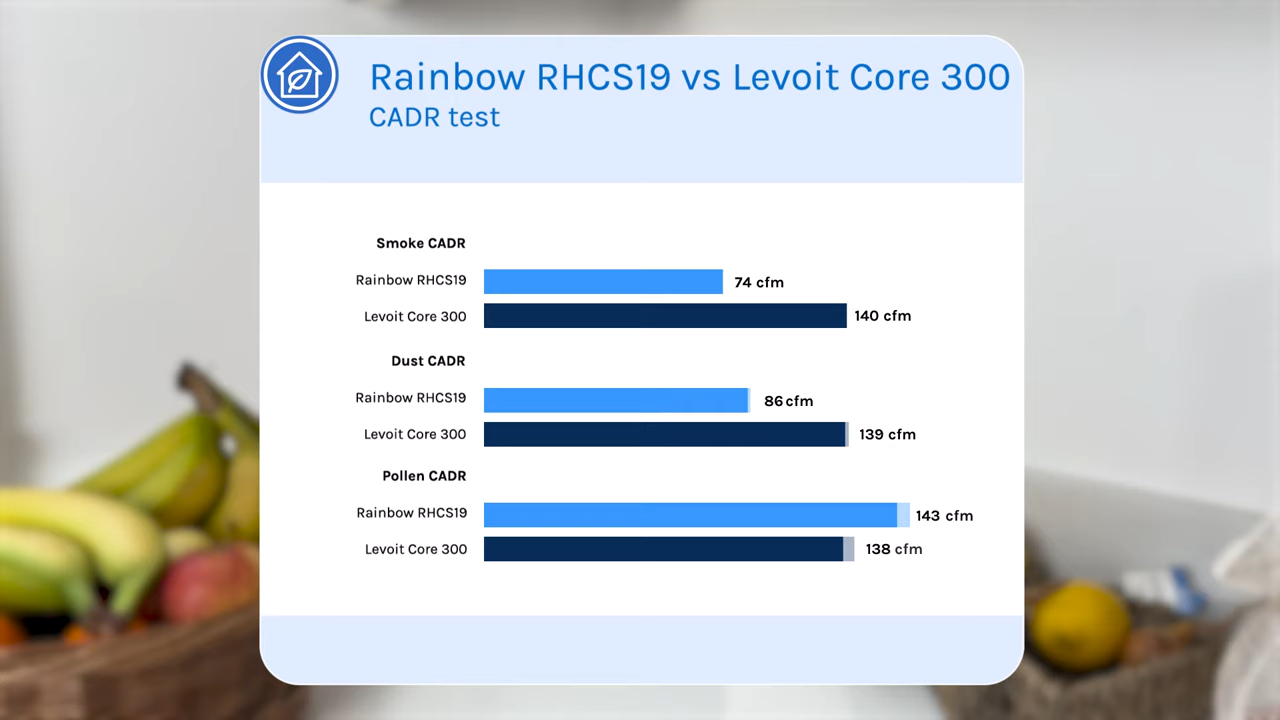 Rainbow RHCS19 vs Levoit Core 300
CADR test
Smoke CADR
Rainbow RHCS19 74 cfm
Levoit Core 300 140 cfm
Dust CADR
Rainbow RHCS19 86 cfm
Levoit Core 300 139 cfm
Pollen CADR
Rainbow RHCS19 143 cfm
Levoit Core 300 138 cfm